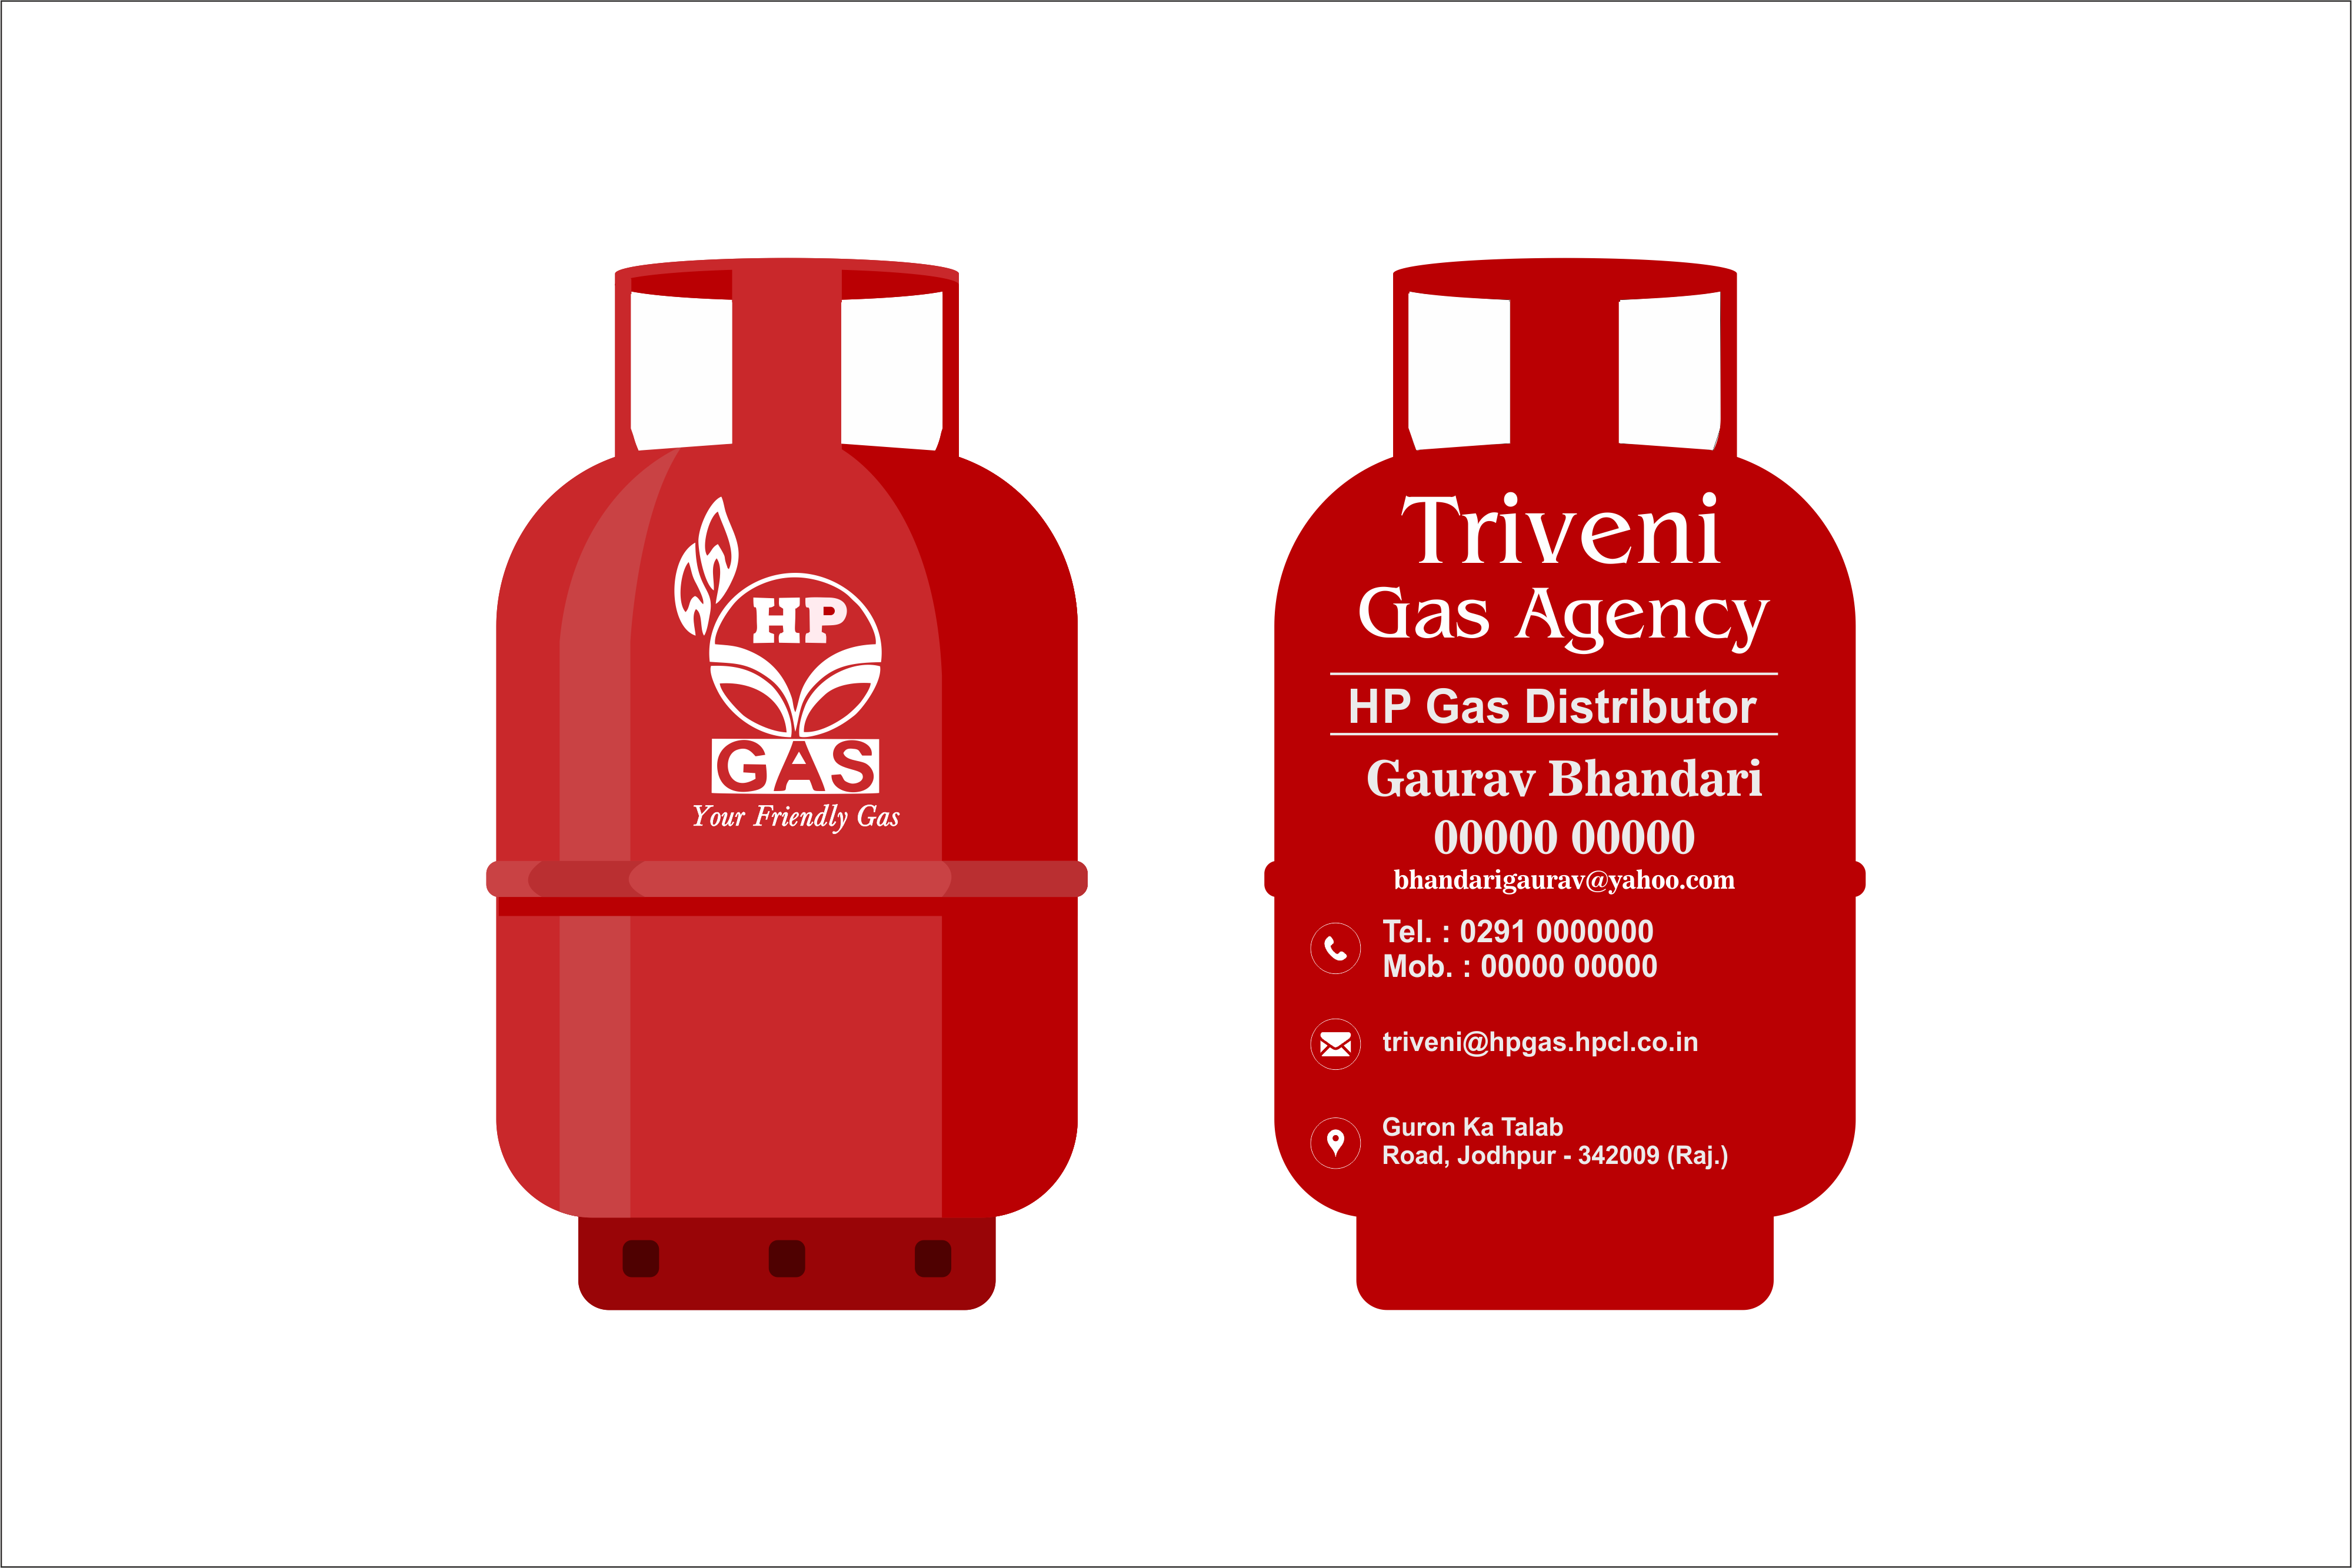 HP
GAS
Your Friendly Gas
Triveni
Gas Agency
HP Gas Distributor
Gaurav Bhandari
00000 00000
bhandarigaurav@yahoo.com
Tel. : 0291 0000000
Mob. : 00000 00000
triveni@hpgas.hpcl.co.in
Guron Ka Talab
Road, Jodhpur - 342009 (Raj.)